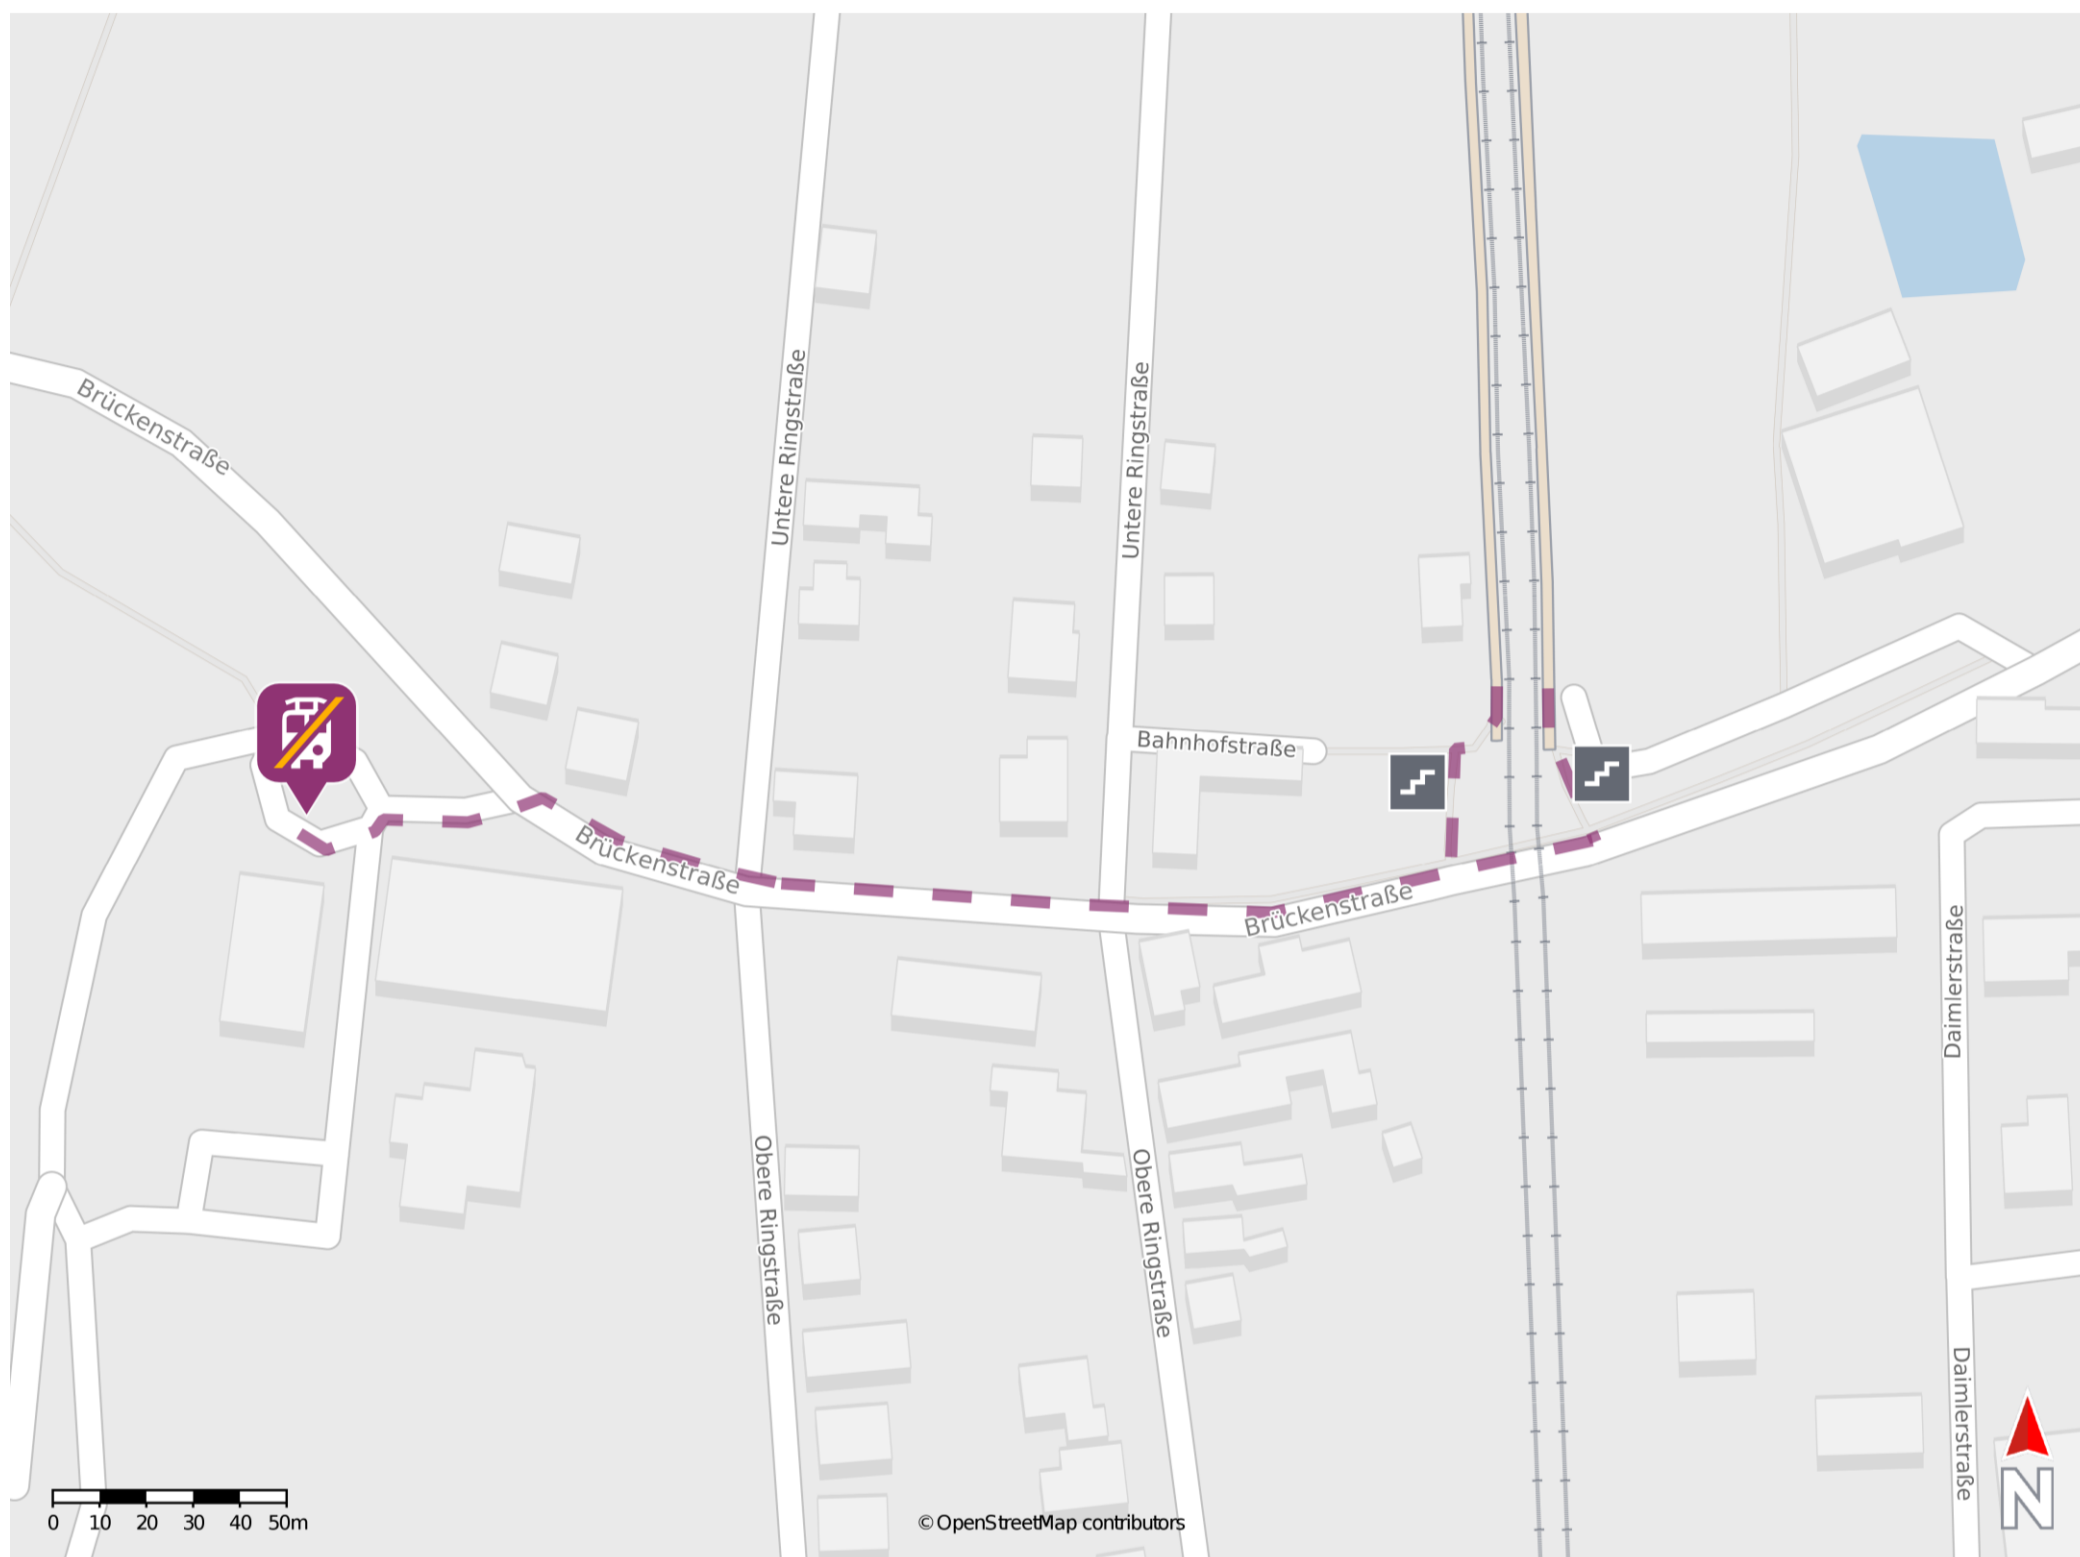 Brückenstraße
Untere Ringstraße
Untere Ringstraße
Bahnhofstraße
Brückenstraße
Brückenstraße
Daimlerstraße
Obere Ringstraße
Obere Ringstraße
Daimlerstraße
0 10 20 30 40 50m
© OpenStreetMap contributors
N